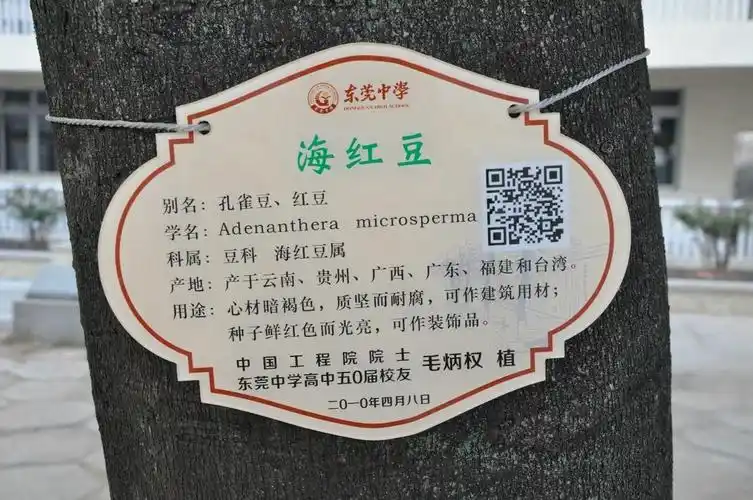 东莞中学
DONGGUAN HIGH SCHOOL
海红豆
别名：孔雀豆、红豆
学名：Adenanthera microsperma
科属：豆科 海红豆属
产地：产于云南、贵州、广西、广东、福建和台湾。
用途：心材暗褐色，质坚而耐腐，可作建筑用材；
种子鲜红色而光亮，可作装饰品。
中国工程院院士
东莞中学高中五0届校友
毛炳权 植
二〇一〇年四月八日